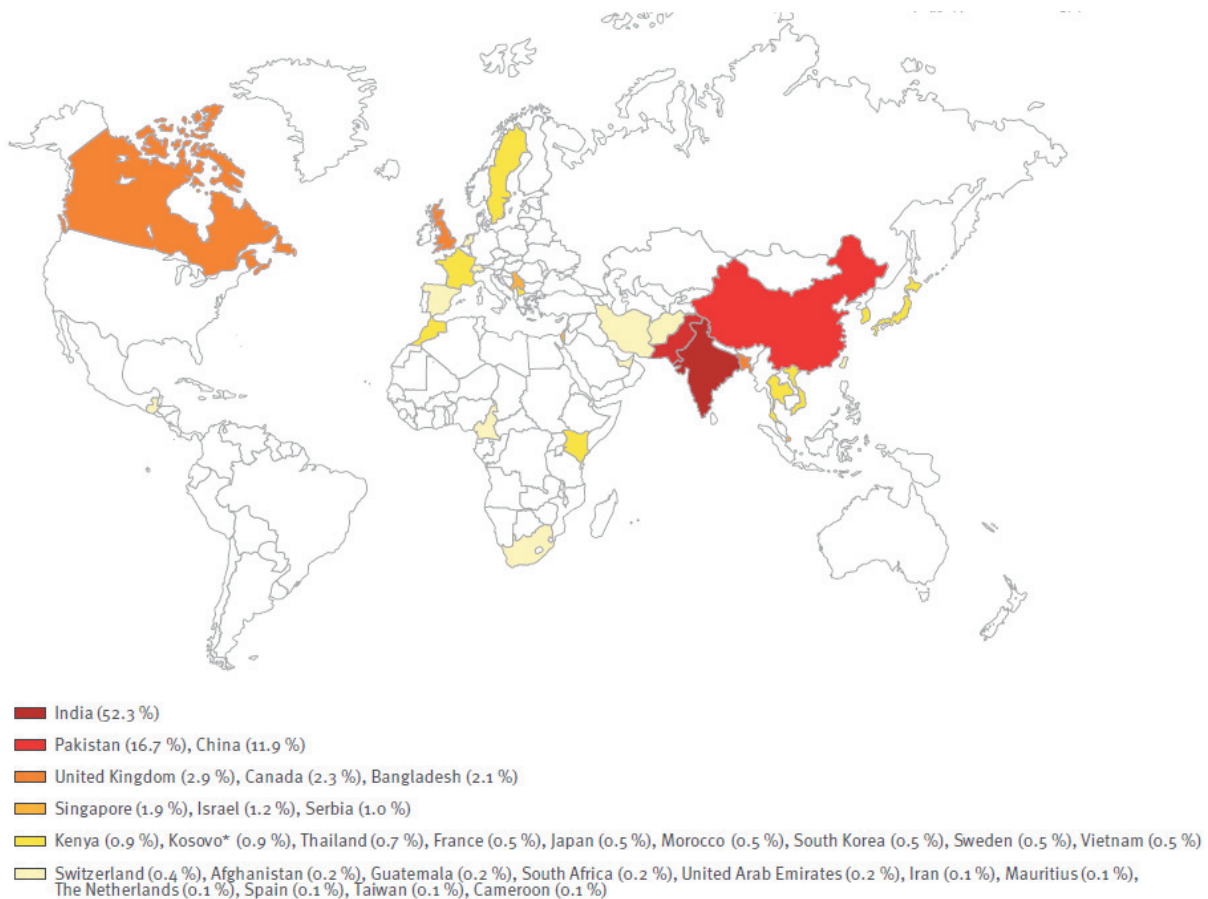 India (52.3 %)
Pakistan (16.7 %), China (11.9 %)
United Kingdom (2.9 %), Canada (2.3 %), Bangladesh (2.1 %)
Singapore (1.9 %), Israel (1.2 %), Serbia (1.0 %)
Kenya (0.9 %), Kosovo* (0.9 %), Thailand (0.7 %), France (0.5 %), Japan (0.5 %), Morocco (0.5 %), South Korea (0.5 %), Sweden (0.5 %), Vietnam (0.5 %)
Switzerland (0.4 %), Afghanistan (0.2 %), Guatemala (0.2 %), South Africa (0.2 %), United Arab Emirates (0.2 %), Iran (0.1 %), Mauritius (0.1 %),
The Netherlands (0.1 %), Spain (0.1 %), Taiwan (0.1 %), Cameroon (0.1 %)